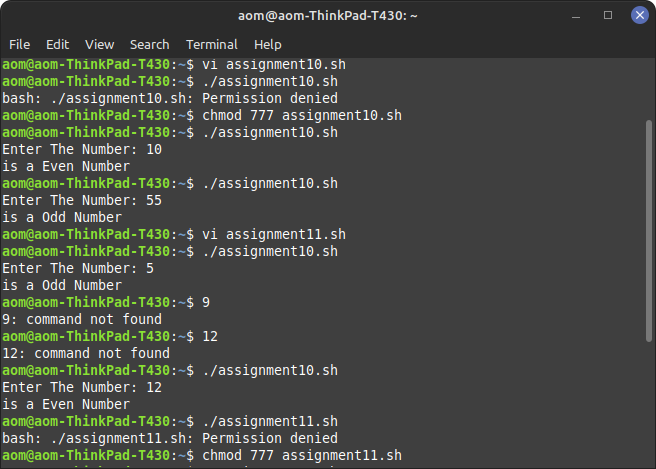 aom@aom-ThinkPad-T430: ~
File Edit View Search Terminal Help
aom@aom-ThinkPad-T430:~$ vi assignment10.sh
aom@aom-ThinkPad-T430:~$ ./assignment10.sh
bash: ./assignment10.sh: Permission denied
aom@aom-ThinkPad-T430:~$ chmod 777 assignment10.sh
aom@aom-ThinkPad-T430:~$ ./assignment10.sh
Enter The Number: 10
is a Even Number
aom@aom-ThinkPad-T430:~$ ./assignment10.sh
Enter The Number: 55
is a Odd Number
aom@aom-ThinkPad-T430:~$ vi assignment11.sh
aom@aom-ThinkPad-T430:~$ ./assignment10.sh
Enter The Number: 5
is a Odd Number
aom@aom-ThinkPad-T430:~$ 9
9: command not found
aom@aom-ThinkPad-T430:~$ 12
12: command not found
aom@aom-ThinkPad-T430:~$ ./assignment10.sh
Enter The Number: 12
is a Even Number
aom@aom-ThinkPad-T430:~$ ./assignment11.sh
bash: ./assignment11.sh: Permission denied
aom@aom-ThinkPad-T430:~$ chmod 777 assignment11.sh